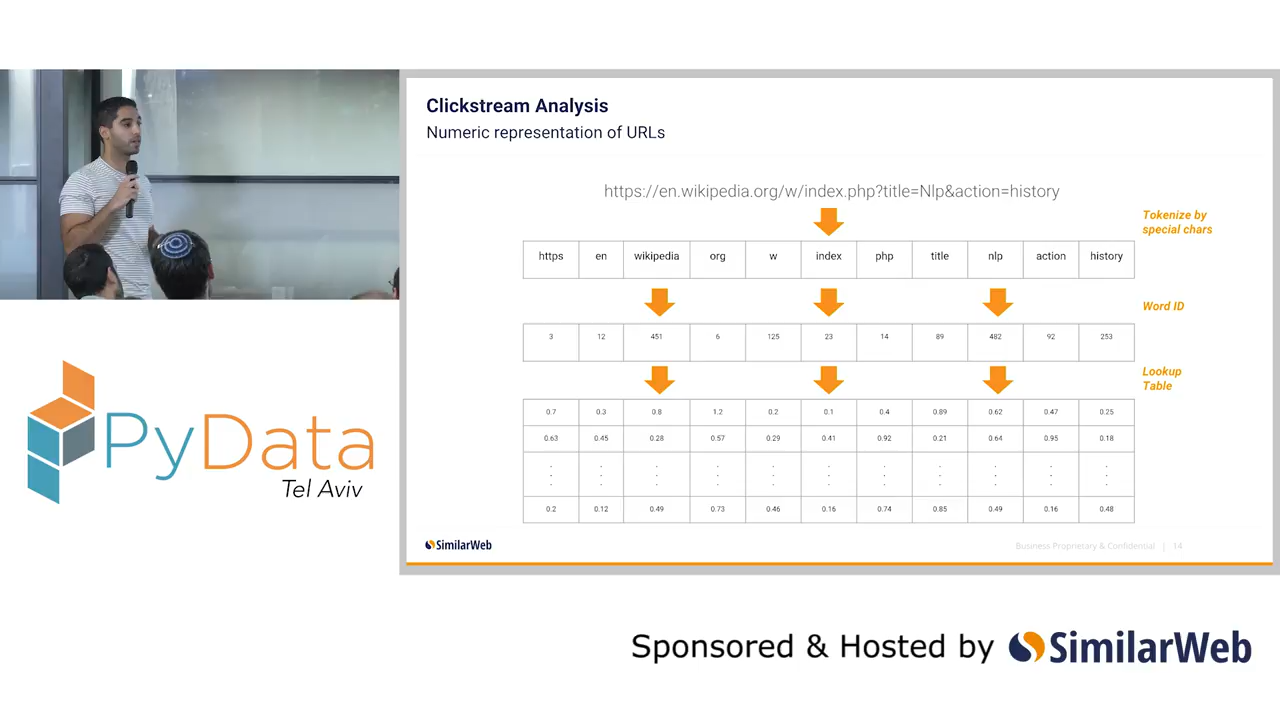 Clickstream Analysis
Numeric representation of URLs
https://en.wikipedia.org/w/index.php?title=Nlp&action=history
Tokenize by
special chars
https en wikipedia org w index php title nlp action history
Word ID
3 12 451 6 125 23 14 89 482 92 253
Lookup
Table
0.7 0.3 0.8 1.2 0.2 0.1 0.4 0.89 0.62 0.47 0.25
0.63 0.45 0.28 0.57 0.29 0.41 0.92 0.21 0.64 0.95 0.18
0.2 0.12 0.49 0.73 0.46 0.16 0.74 0.85 0.49 0.16 0.48
SimilarWeb
Business Proprietary & Confidential | 14
PyData
Tel Aviv
Sponsored & Hosted by SimilarWeb